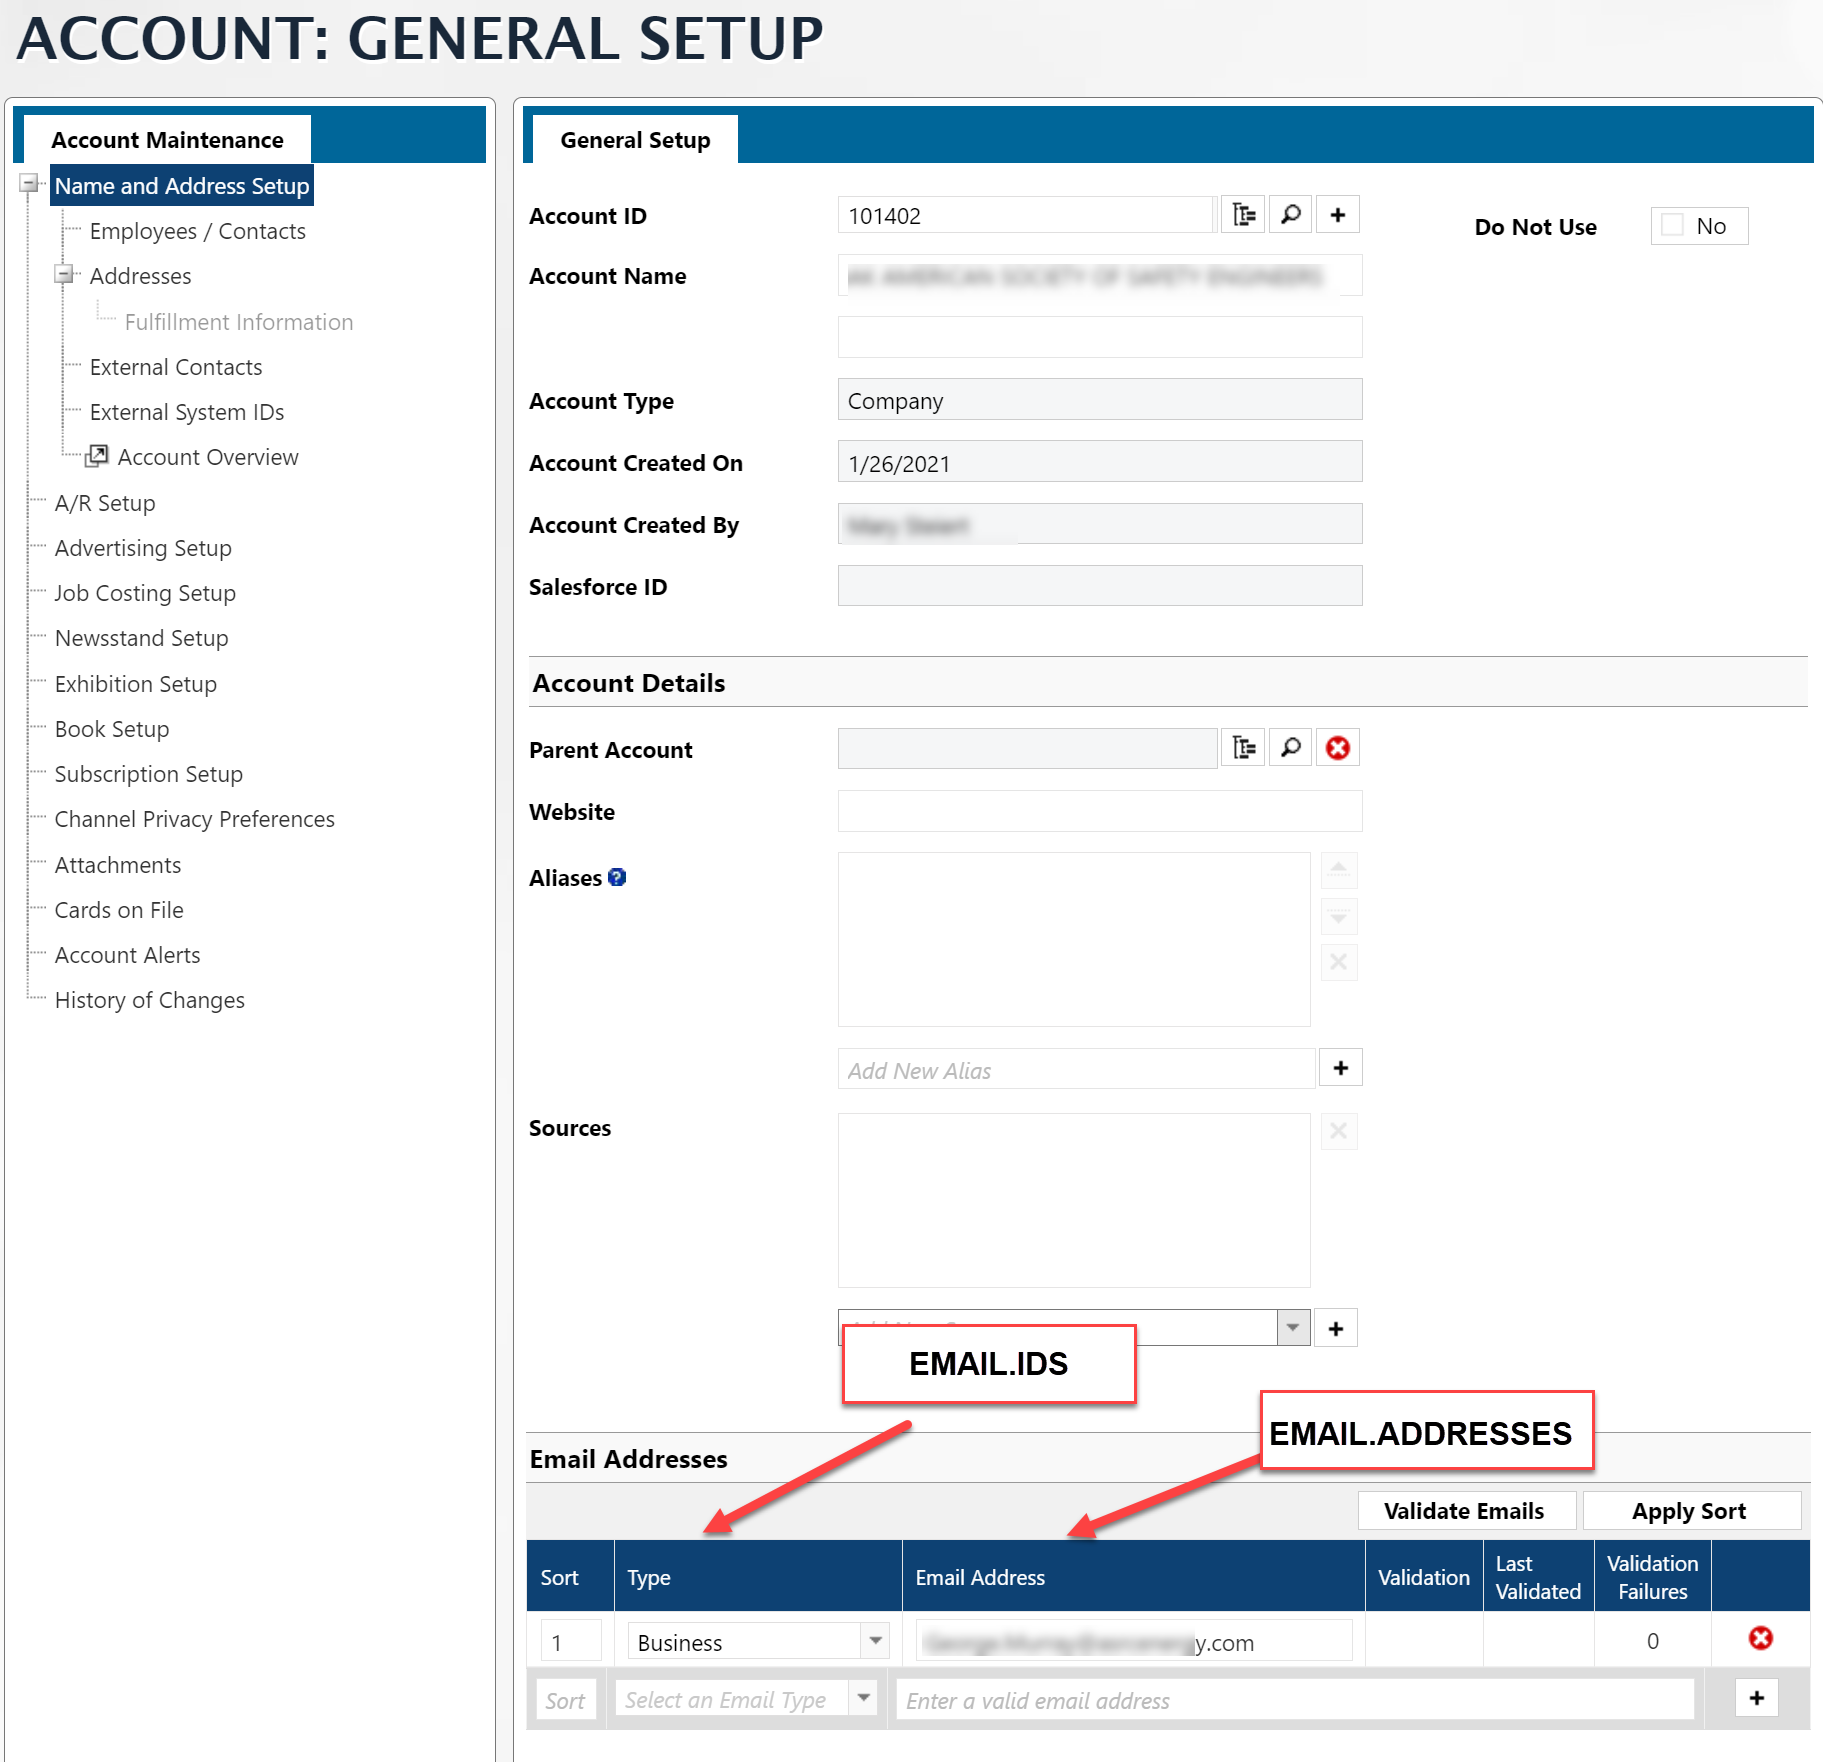 ACCOUNT: GENERAL SETUP
Account Maintenance
Name and Address Setup
Employees / Contacts
Addresses
Fulfillment Information
External Contacts
External System IDs
Account Overview
A/R Setup
Advertising Setup
Job Costing Setup
Newsstand Setup
Exhibition Setup
Book Setup
Subscription Setup
Channel Privacy Preferences
Attachments
Cards on File
Account Alerts
History of Changes
General Setup
Account ID 101402 Do Not Use No
Account Name AMERICAN SOCIETY OF SAFETY ENGINEERS
Account Type Company
Account Created On 1/26/2021
Account Created By
Salesforce ID
Account Details
Parent Account
Website
Aliases ?
Add New Alias
Sources
EMAIL.IDS
EMAIL.ADDRESSES
Email Addresses
Validate Emails Apply Sort
Sort Type Email Address Validation Last Validated Validation Failures
1 Business y.com 0
Sort Select an Email Type Enter a valid email address